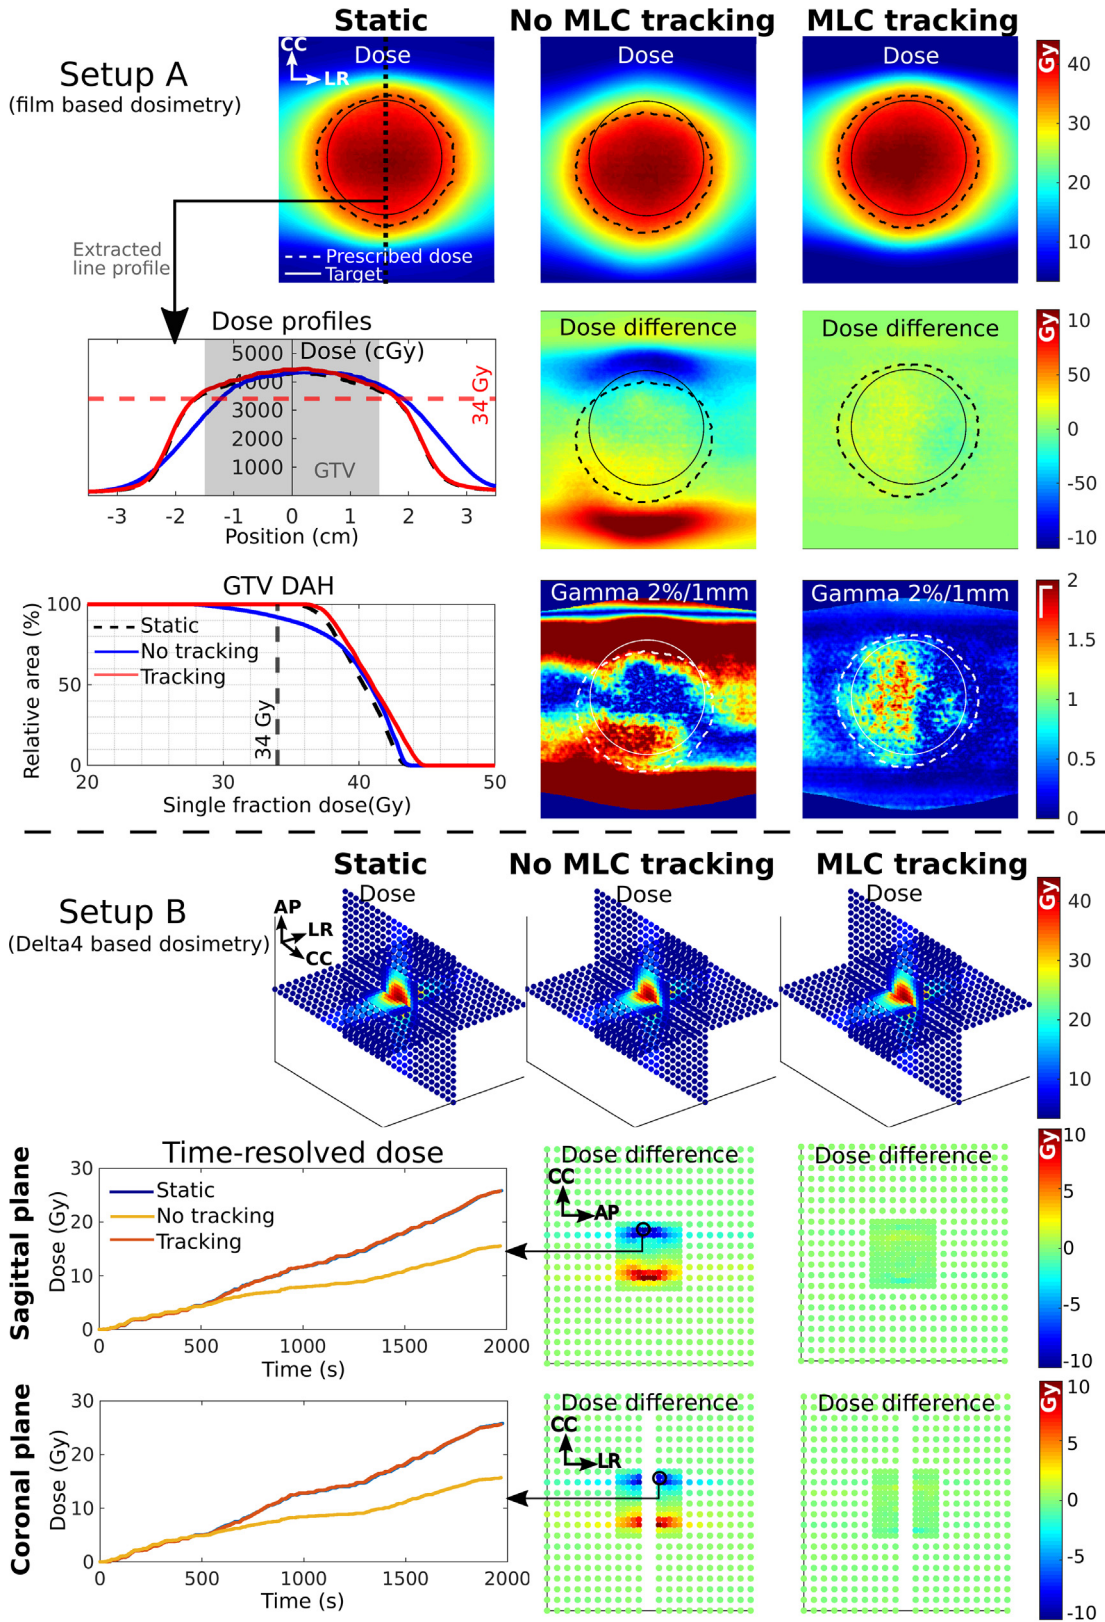 Static
No MLC tracking
MLC tracking
Setup A
(film based dosimetry)
CC
LR
Dose
Dose
Dose
Gy
40
30
20
10
Prescribed dose
Target
Extracted
line profile
Dose profiles
Dose (cGy)
5000
4000
3000
2000
1000
GTV
34 Gy
-3
-2
-1
0
1
2
3
Position (cm)
Dose difference
Dose difference
Gy
10
100
50
0
-50
-10
GTV DAH
Relative area (%)
100
50
0
Static
No tracking
Tracking
34 Gy
20
30
40
50
Single fraction dose(Gy)
Gamma 2%/1mm
Gamma 2%/1mm
Γ
2
1.5
1
0.5
0
Static
No MLC tracking
MLC tracking
Setup B
(Delta4 based dosimetry)
AP
LR
CC
Dose
Dose
Dose
Gy
40
30
20
10
Sagittal plane
Time-resolved dose
Dose (Gy)
30
20
10
0
Static
No tracking
Tracking
0
500
1000
1500
2000
Time (s)
Dose difference
CC
AP
Dose difference
Gy
10
5
0
-5
-10
Coronal plane
Dose (Gy)
30
20
10
0
0
500
1000
1500
2000
Time (s)
Dose difference
CC
LR
Dose difference
Gy
10
5
0
-5
-10